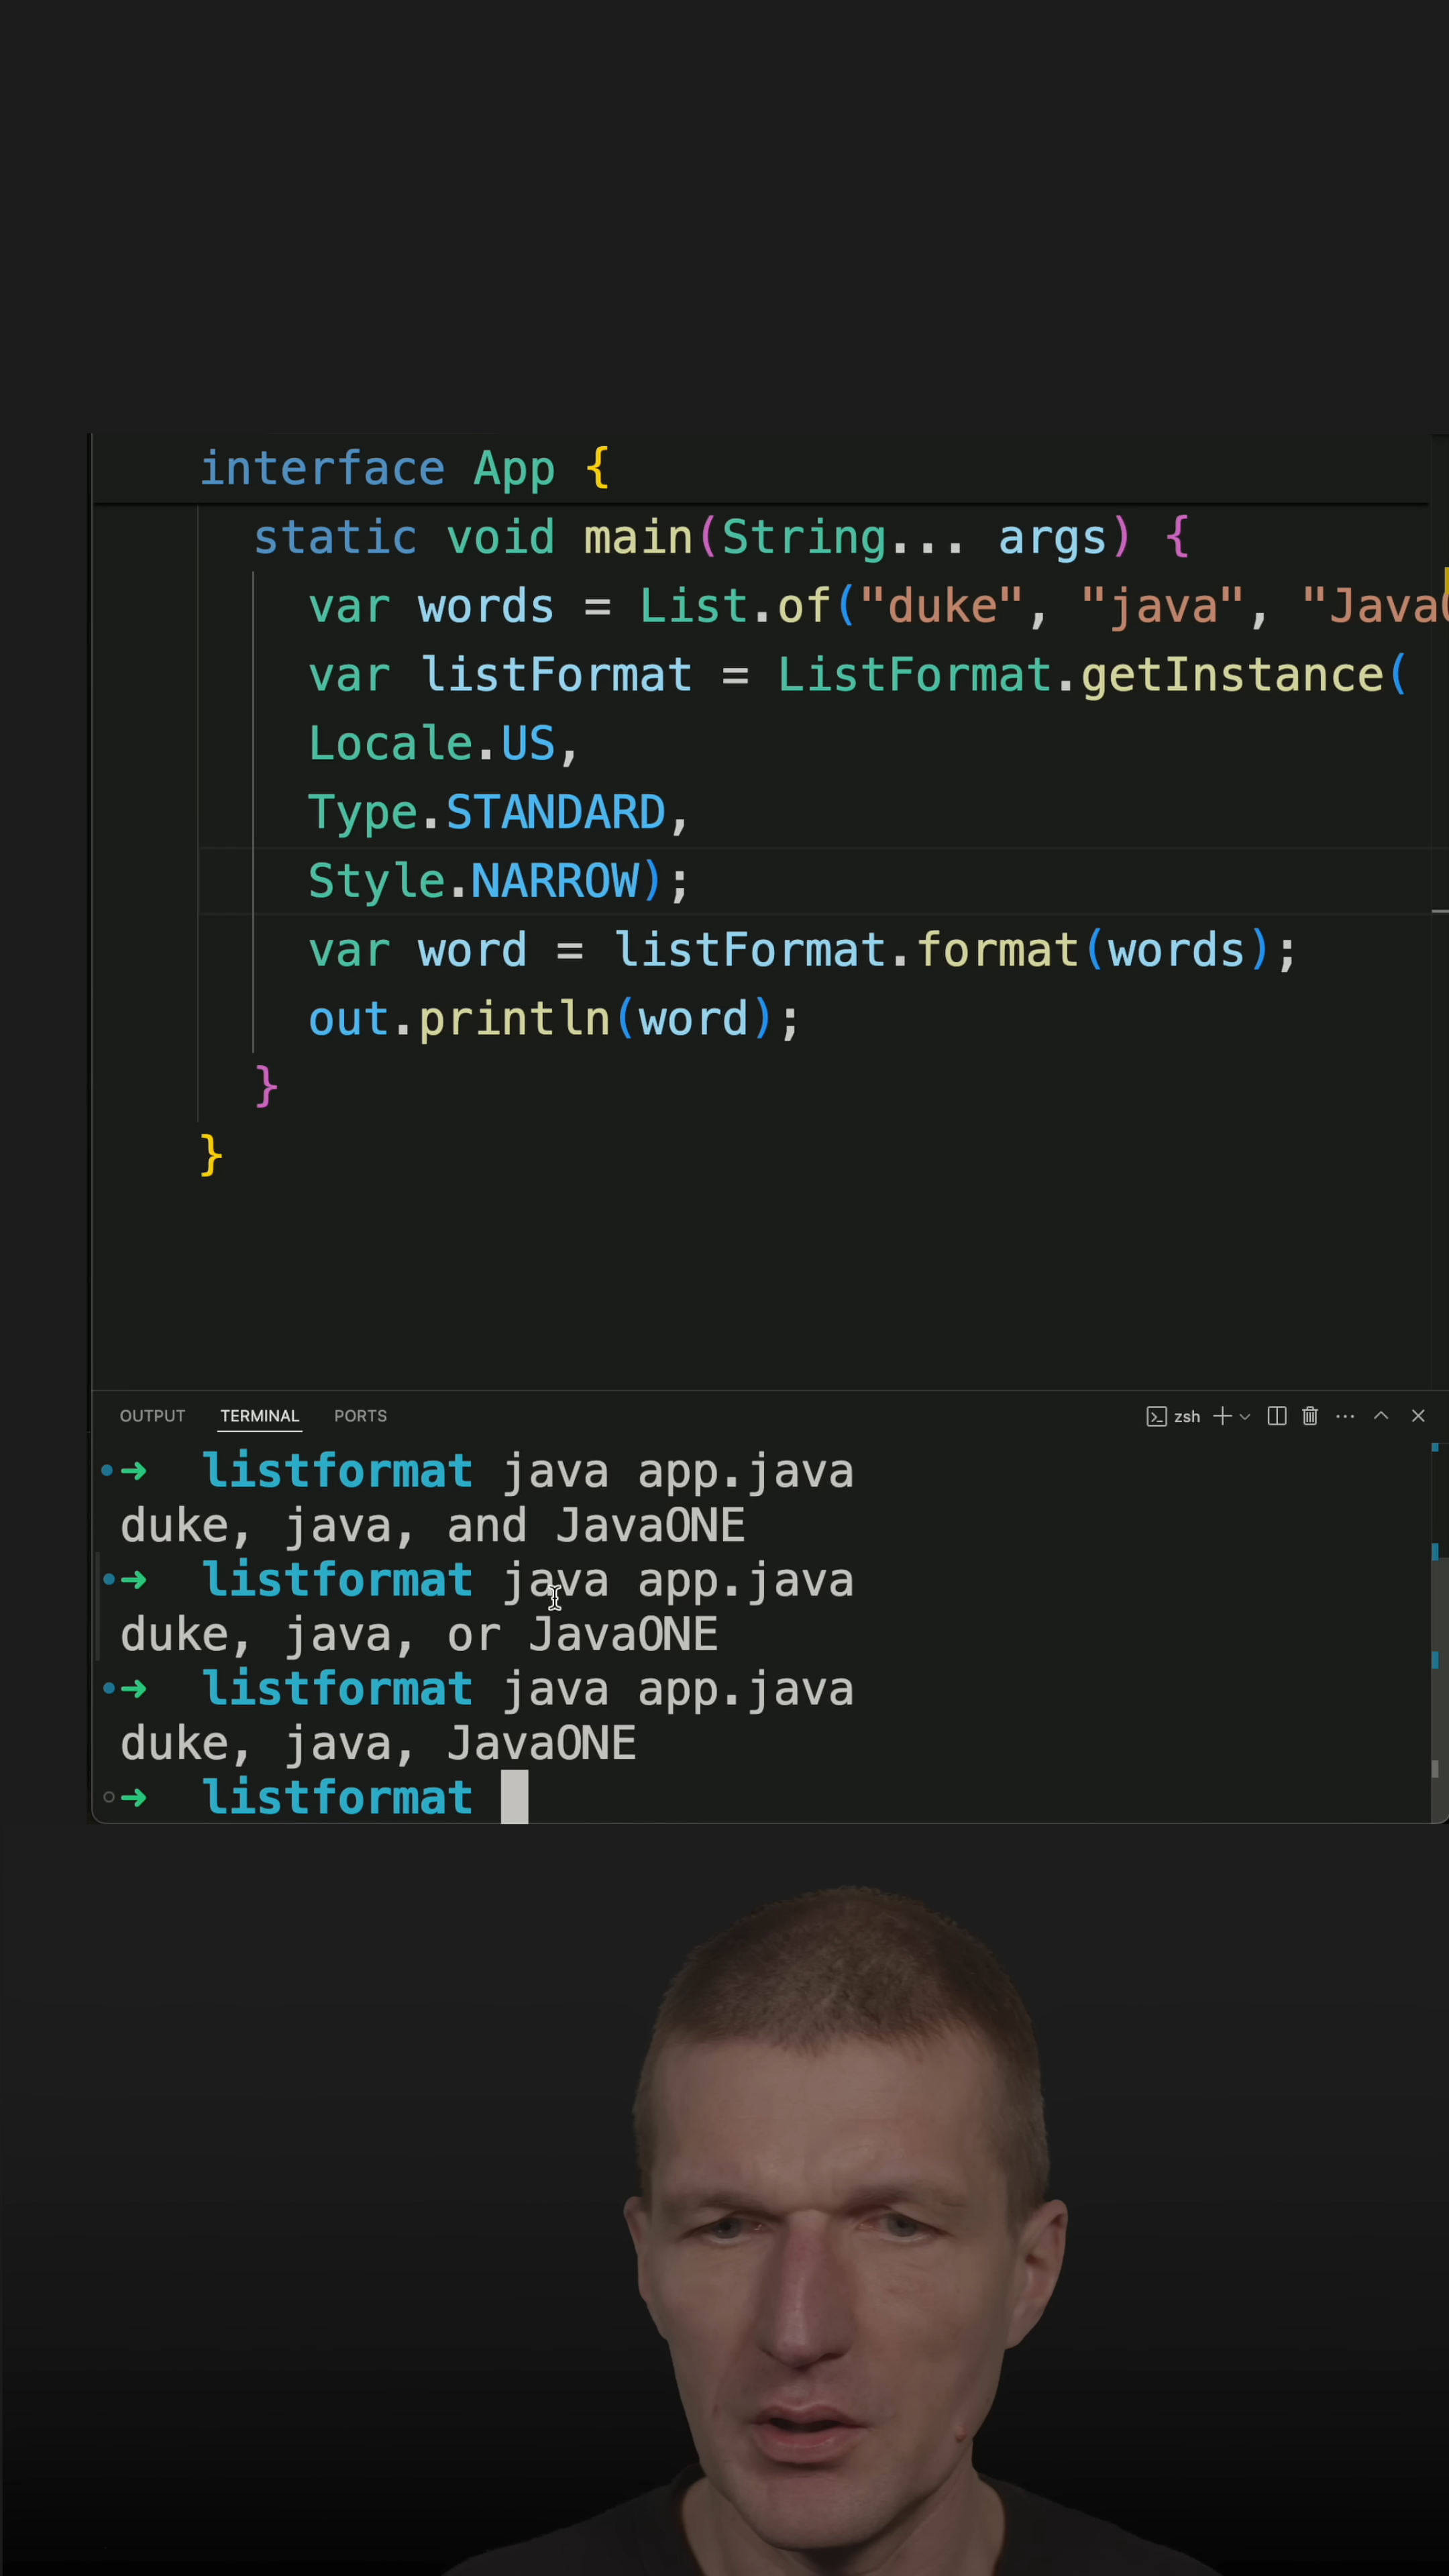 interface App {
static void main(String... args) {
var words = List.of("duke", "java", "Java
var listFormat = ListFormat.getInstance(
Locale.US,
Type.STANDARD,
Style.NARROW);
var word = listFormat.format(words);
out.println(word);
}
}
OUTPUT TERMINAL PORTS zsh
listformat java app.java
duke, java, and JavaONE
listformat java app.java
duke, java, or JavaONE
listformat java app.java
duke, java, JavaONE
listformat